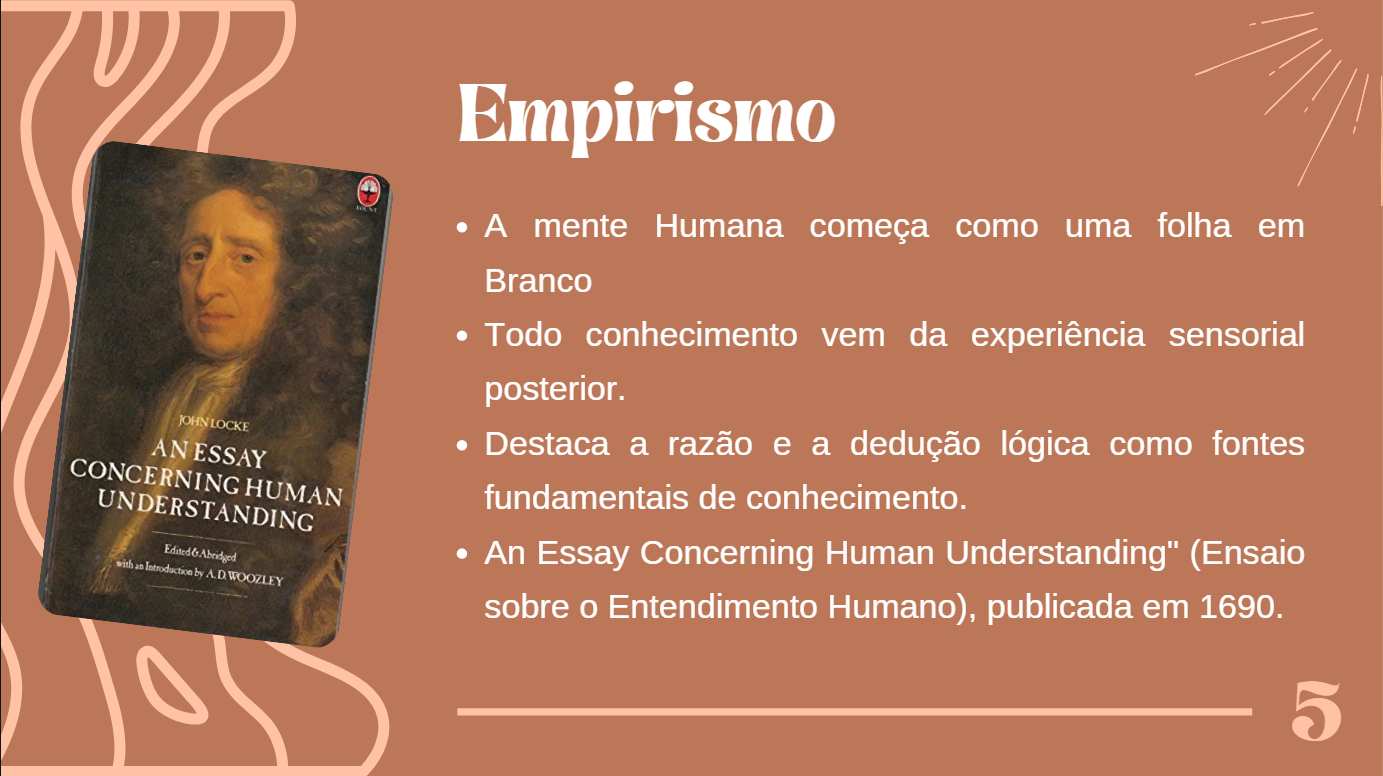 Empirismo
A mente Humana começa como uma folha em
Branco
Todo conhecimento vem da experiência sensorial
posterior.
Destaca a razão e a dedução lógica como fontes
fundamentais de conhecimento.
An Essay Concerning Human Understanding" (Ensaio
sobre o Entendimento Humano), publicada em 1690.
FOUNT
JOHN LOCKE
AN ESSAY
CONCERNING HUMAN
UNDERSTANDING
Edited & Abridged
with an Introduction by A. D. WOOZLEY
5